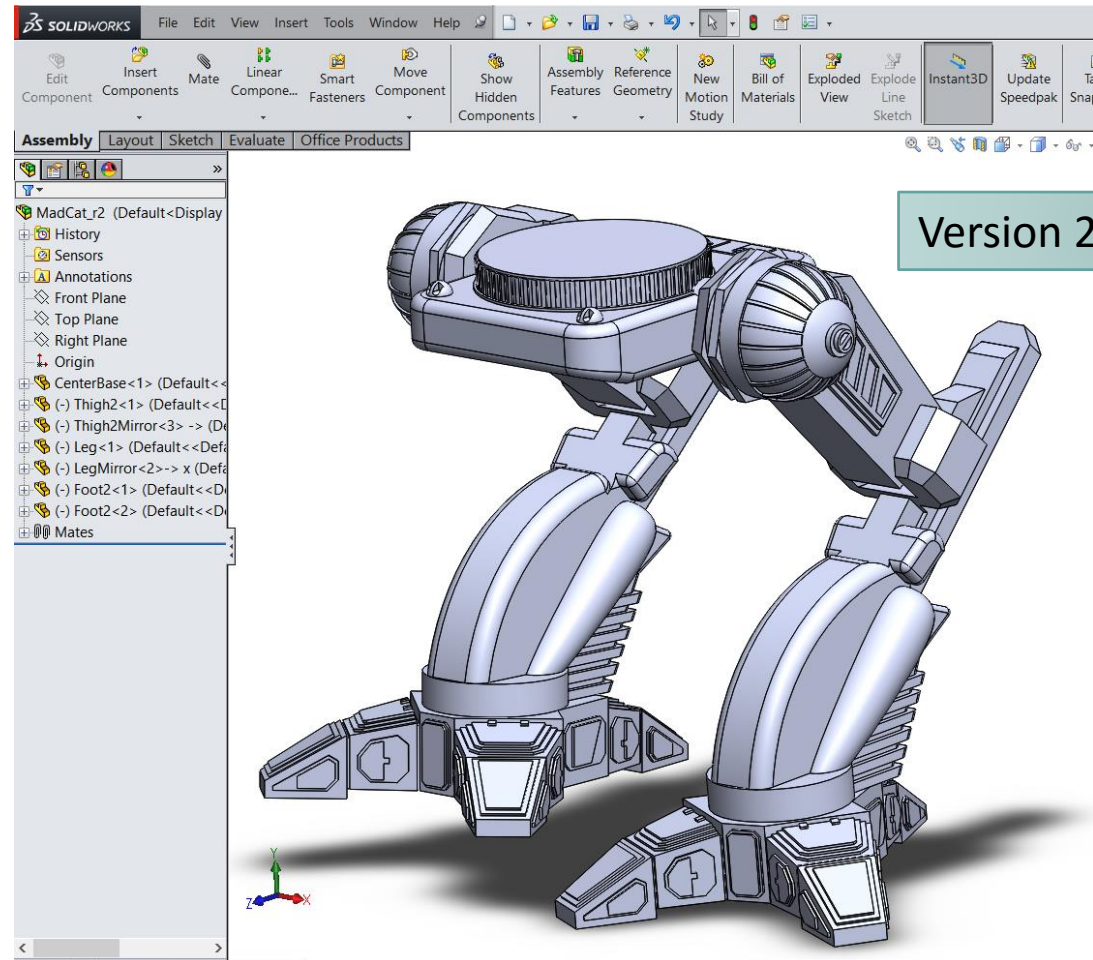 SOLIDWORKS File Edit View Insert Tools Window Help
Edit Component
Insert Components
Mate
Linear Compone...
Smart Fasteners
Move Component
Show Hidden Components
Assembly Features
Reference Geometry
New Motion Study
Bill of Materials
Exploded View
Explode Line Sketch
Instant3D
Update Speedpak
Assembly Layout Sketch Evaluate Office Products
Version 2
MadCat_r2 (Default<Display
History
Sensors
A Annotations
Front Plane
Top Plane
Right Plane
Origin
CenterBase<1> (Default<<
(-) Thigh2<1> (Default<<D
(-) Thigh2Mirror<3> -> (De
(-) Leg<1> (Default<<Defa
(-) LegMirror<2>-> x (Defa
(-) Foot2<1> (Default<<D
(-) Foot2<2> (Default<<D
Mates
Y
Z X